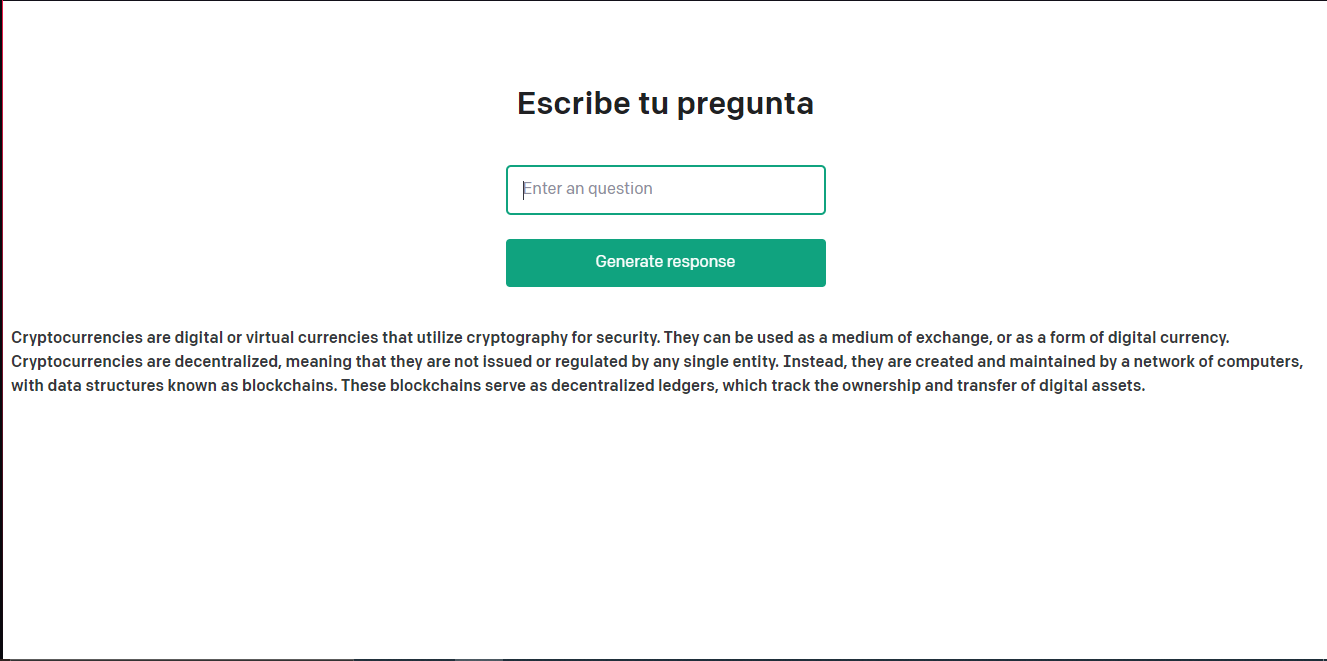 Escribe tu pregunta
Enter an question
Generate response
Cryptocurrencies are digital or virtual currencies that utilize cryptography for security. They can be used as a medium of exchange, or as a form of digital currency.
Cryptocurrencies are decentralized, meaning that they are not issued or regulated by any single entity. Instead, they are created and maintained by a network of computers,
with data structures known as blockchains. These blockchains serve as decentralized ledgers, which track the ownership and transfer of digital assets.